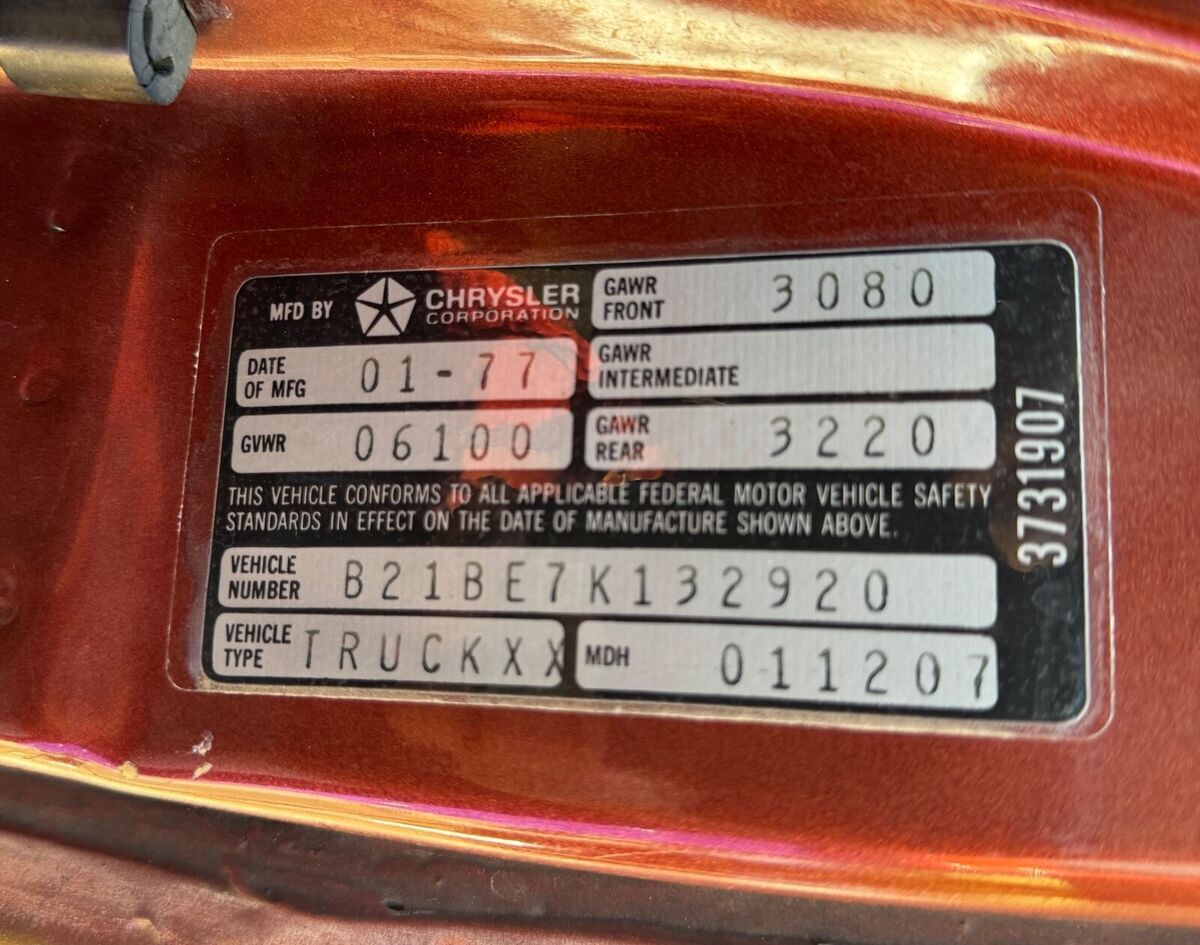 MFD BY CHRYSLER CORPORATION
DATE OF MFG 01-77
GVWR 06100
GAWR FRONT 3080
GAWR INTERMEDIATE
GAWR REAR 3220
THIS VEHICLE CONFORMS TO ALL APPLICABLE FEDERAL MOTOR VEHICLE SAFETY
STANDARDS IN EFFECT ON THE DATE OF MANUFACTURE SHOWN ABOVE.
VEHICLE NUMBER B21BE7K132920
VEHICLE TYPE TRUCKXX
MDH 011207
3731907